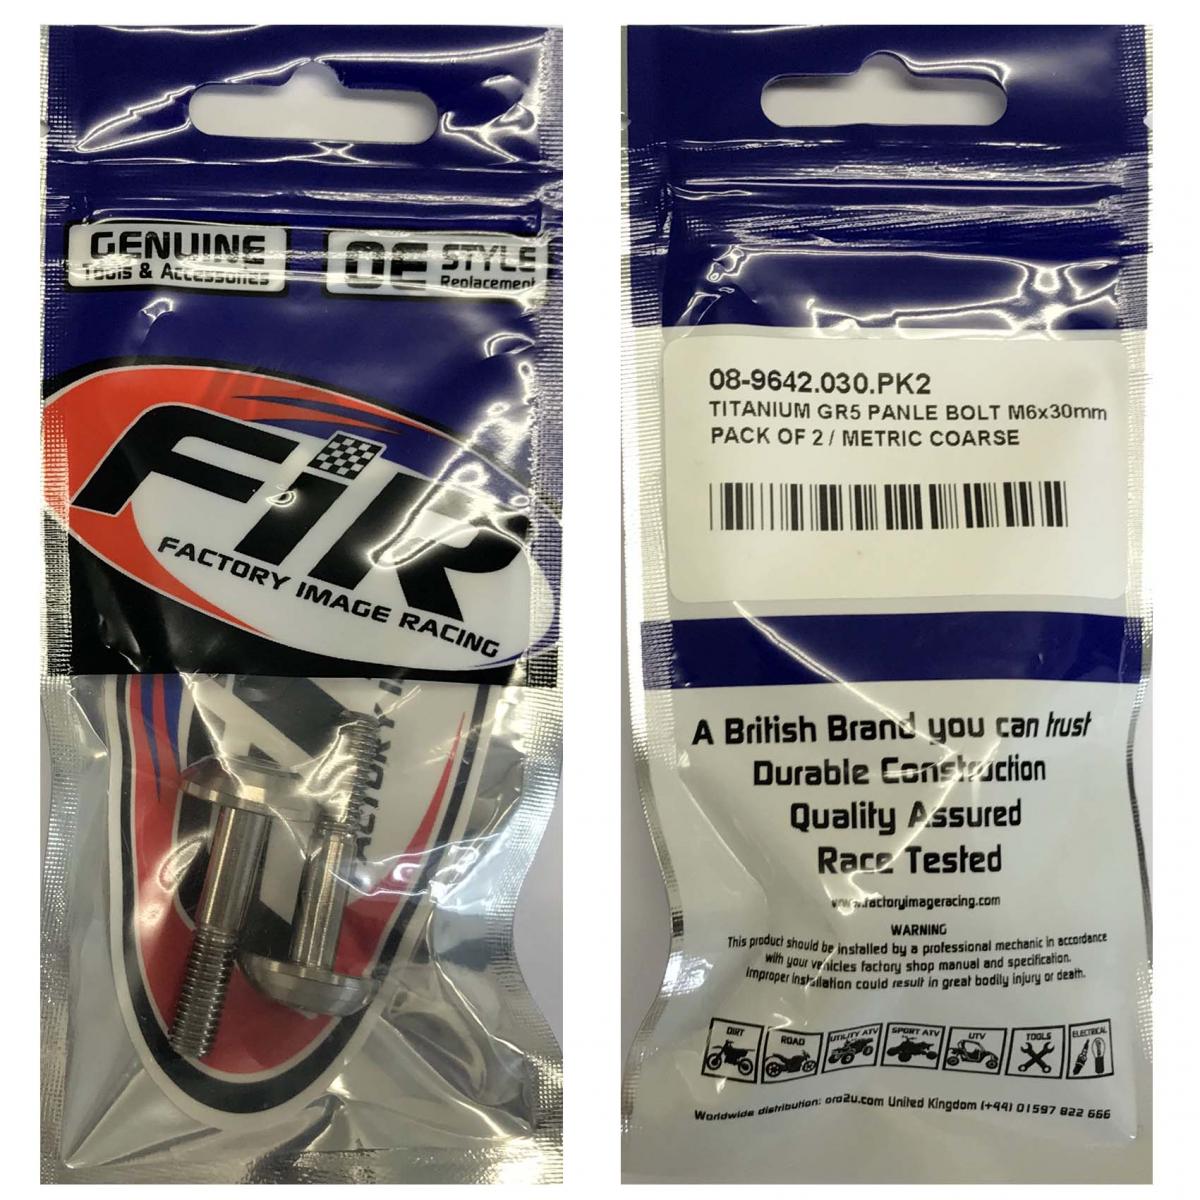 GENUINE
Tools & Accessories
OE STYLE
Replacement
FiR
FACTORY IMAGE RACING
08-9642.030.PK2
TITANIUM GR5 PANLE BOLT M6x30mm
PACK OF 2 / METRIC COARSE
A British Brand you can trust
Durable Construction
Quality Assured
Race Tested
www.factoryimageracing.com
WARNING
This product should be installed by a professional mechanic in accordance
with your vehicles factory shop manual and specification.
Improper installation could result in great bodily injury or death.
DIRT
ROAD
UTILITY ATV
SPORT ATV
UTV
TOOLS
ELECTRICAL
Worldwide distribution: oro2u.com United Kingdom (+44) 01597 822 666